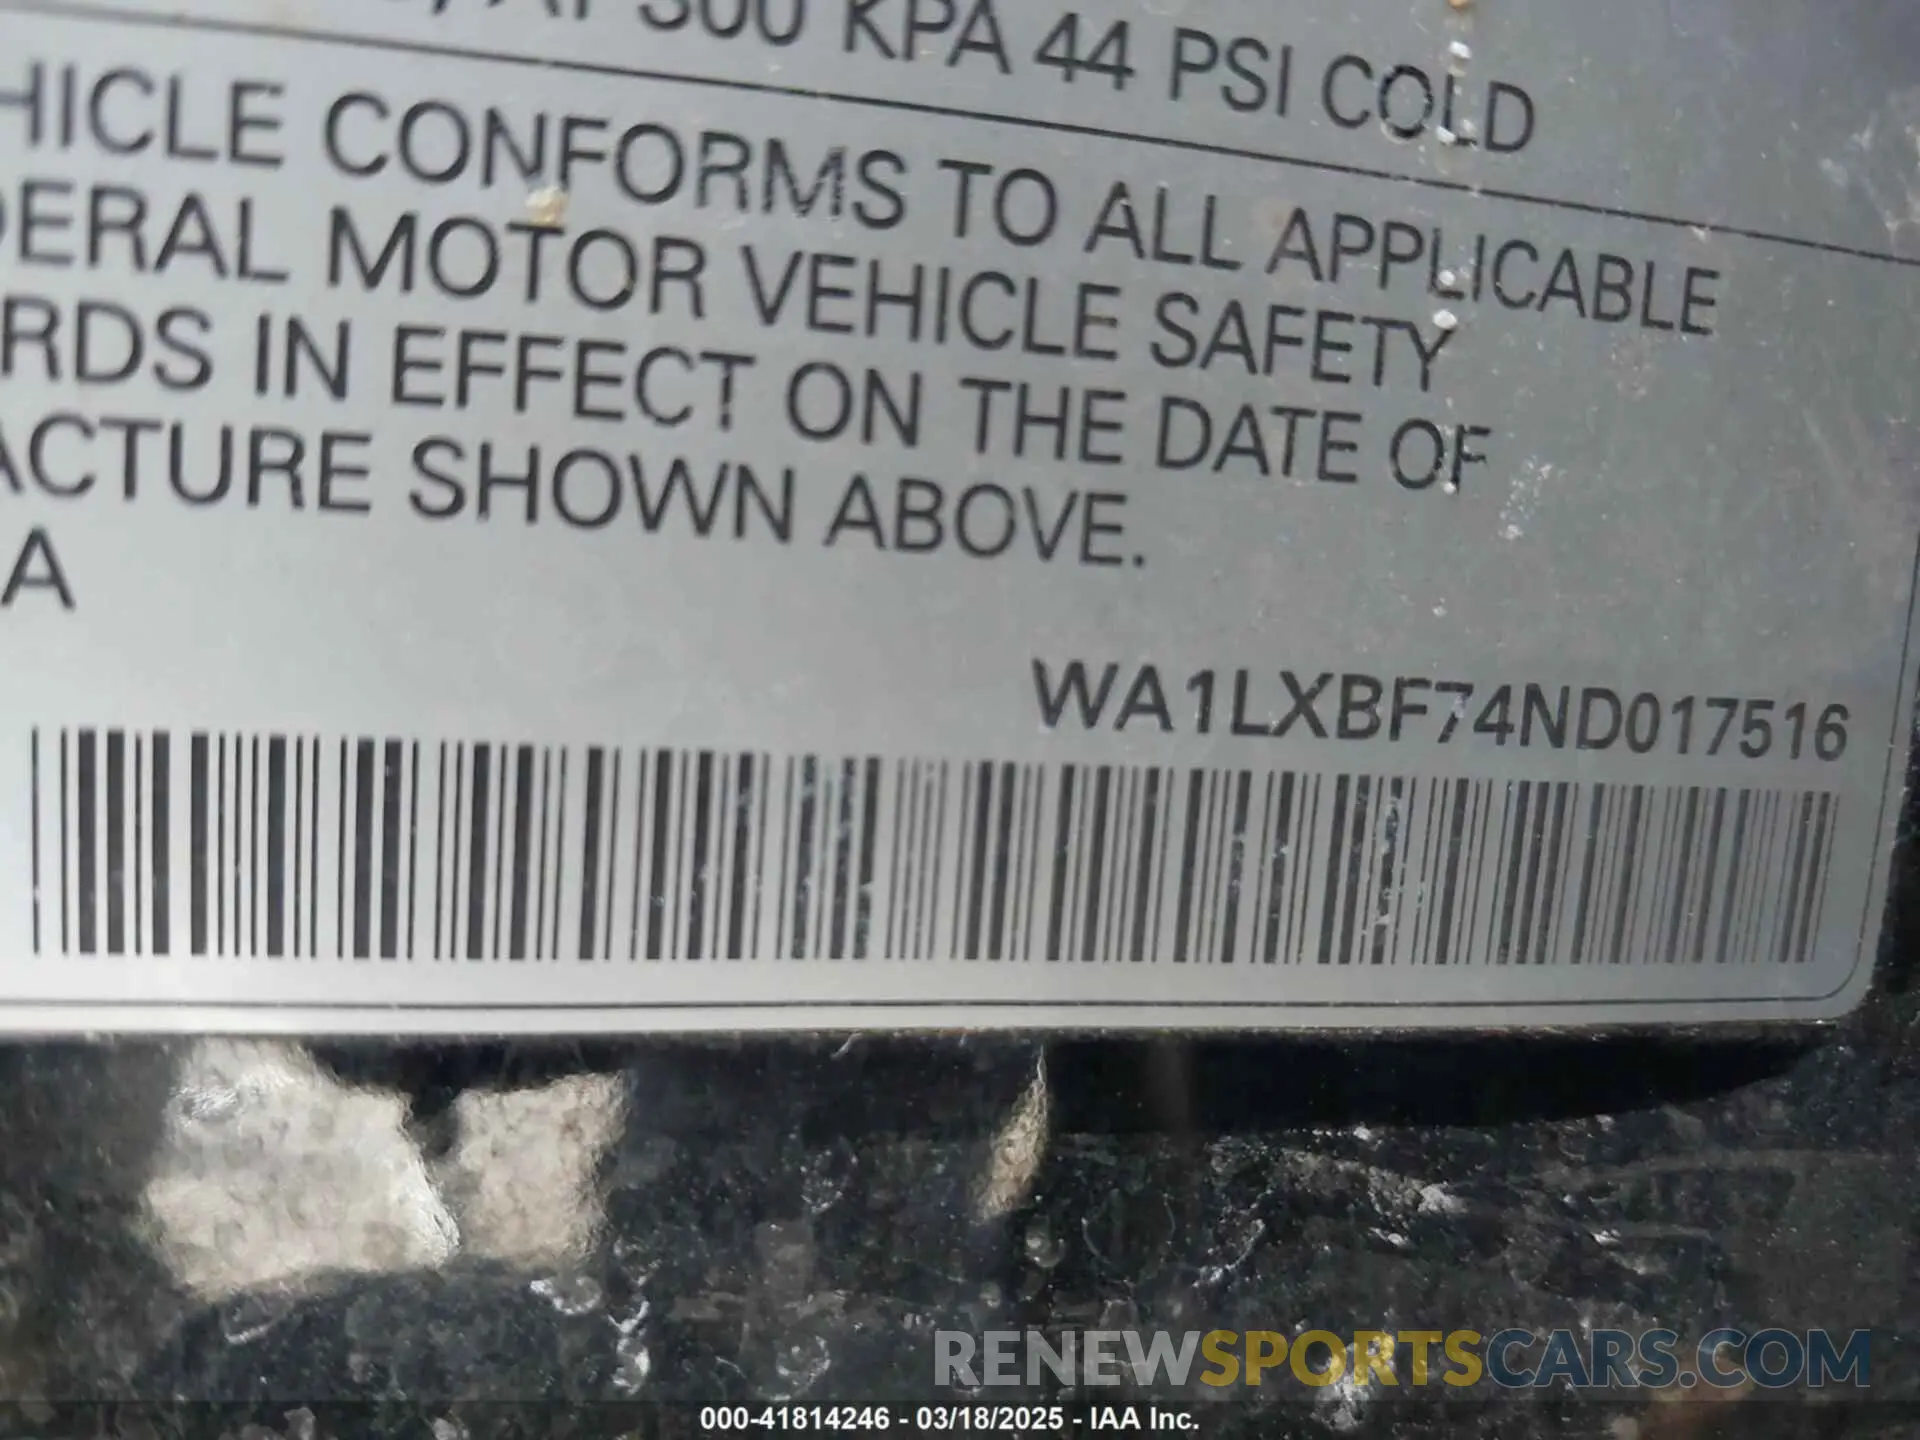 300 KPA 44 PSI COLD
HICLE CONFORMS TO ALL APPLICABLE
DERAL MOTOR VEHICLE SAFETY
RDS IN EFFECT ON THE DATE OF
ACTURE SHOWN ABOVE.
A
WA1LXBF74ND017516
RENEWSPORTSCARS.COM
000-41814246 - 03/18/2025 - IAA Inc.